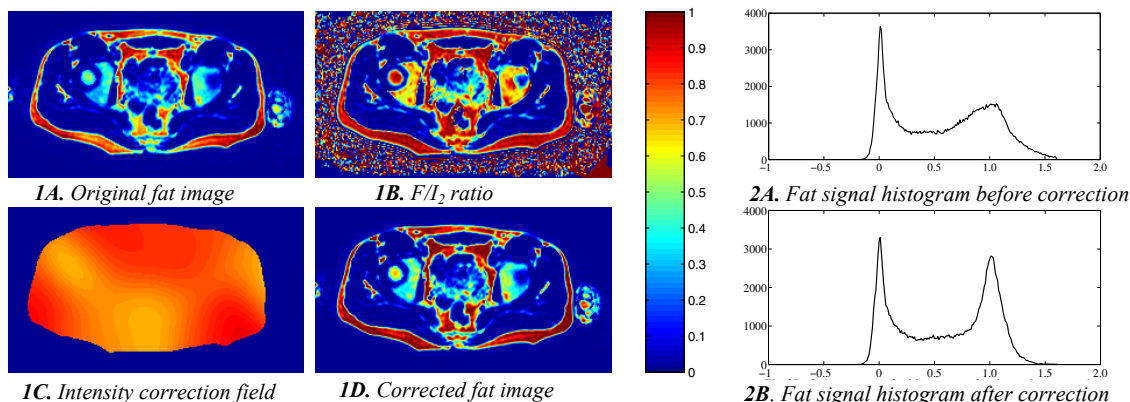 1A. Original fat image
1B. F/I2 ratio
1C. Intensity correction field
1D. Corrected fat image
1
0.9
0.8
0.7
0.6
0.5
0.4
0.3
0.2
0.1
0
4000
3000
2000
1000
0
-1 -0.5 0 0.5 1.0 1.5 2.0
2A. Fat signal histogram before correction
4000
3000
2000
1000
0
-1 -0.5 0 0.5 1.0 1.5 2.0
2B. Fat signal histogram after correction